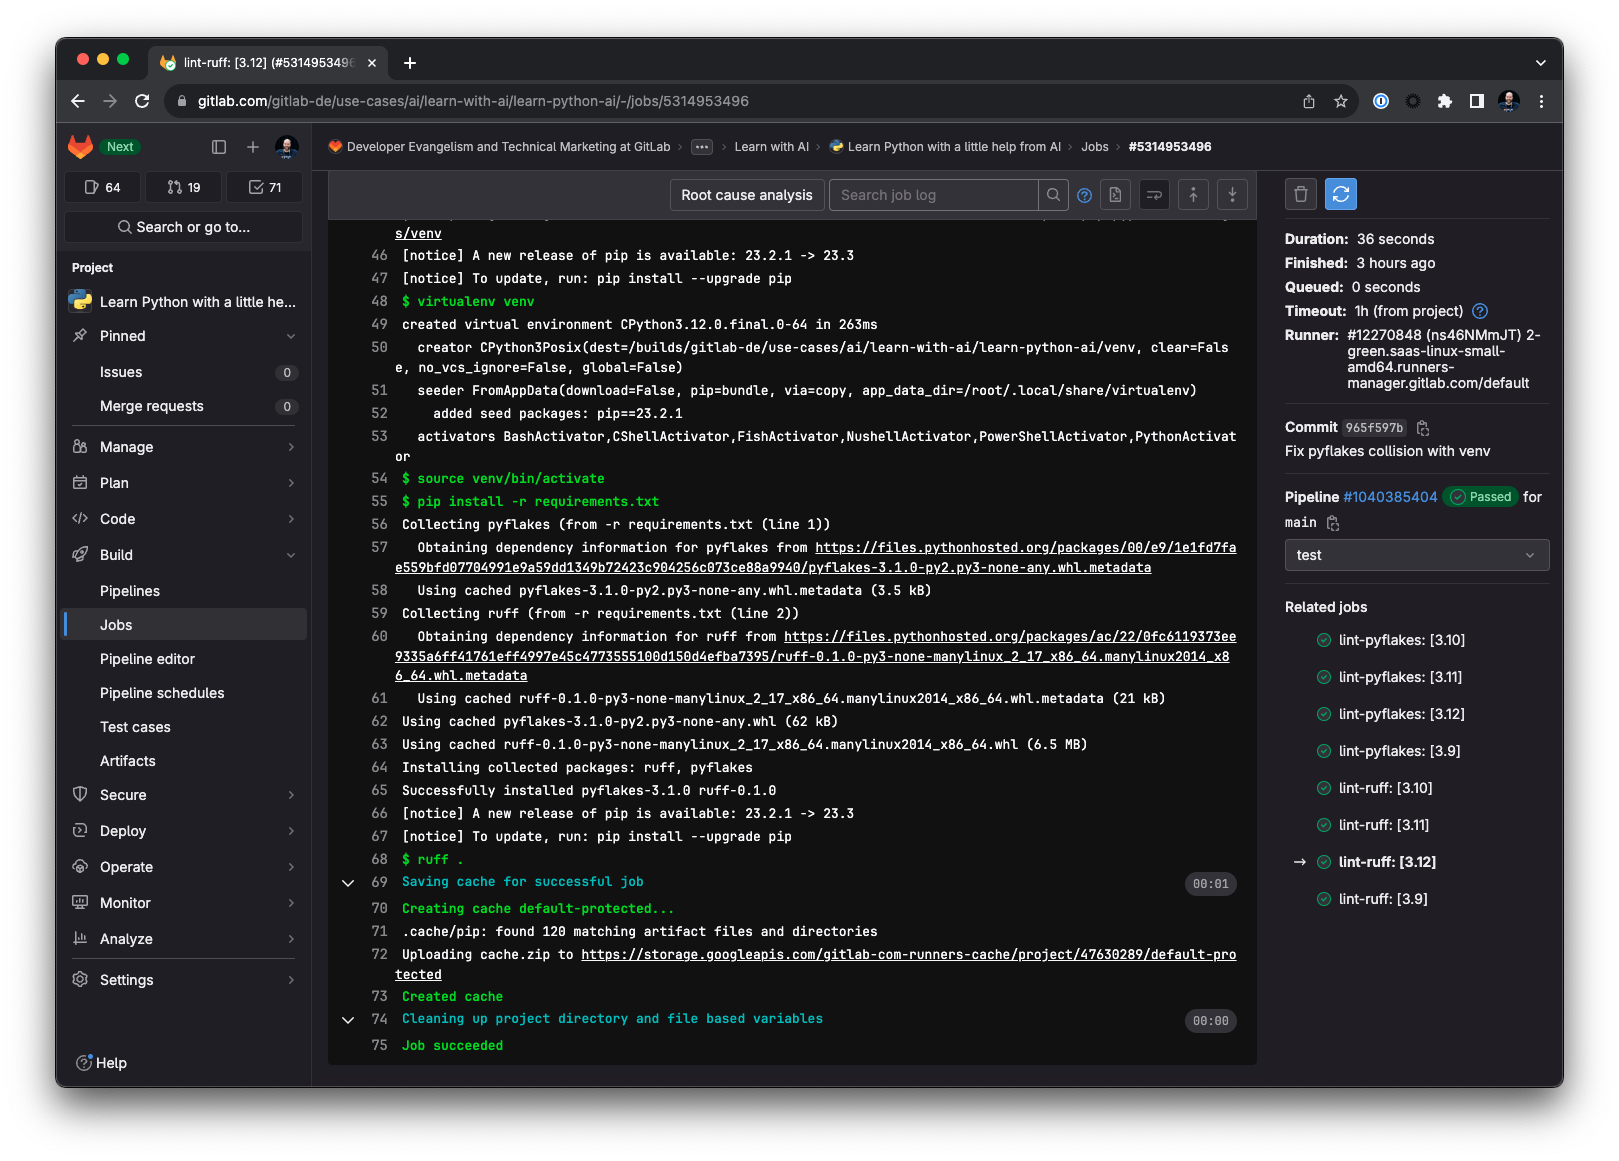 lint-ruff: [3.12] (#5314953496
gitlab.com/gitlab-de/use-cases/ai/learn-with-ai/learn-python-ai/-/jobs/5314953496
Next
64
19
71
Search or go to...
Project
Learn Python with a little he...
Pinned
Issues
0
Merge requests
0
Manage
Plan
Code
Build
Pipelines
Jobs
Pipeline editor
Pipeline schedules
Test cases
Artifacts
Secure
Deploy
Operate
Monitor
Analyze
Settings
Help
Developer Evangelism and Technical Marketing at GitLab › ... › Learn with AI › Learn Python with a little help from AI › Jobs › #5314953496
Root cause analysis
Search job log
s/venv
46 [notice] A new release of pip is available: 23.2.1 -> 23.3
47 [notice] To update, run: pip install --upgrade pip
48 $ virtualenv venv
49 created virtual environment CPython3.12.0.final.0-64 in 263ms
50 creator CPython3Posix(dest=/builds/gitlab-de/use-cases/ai/learn-with-ai/learn-python-ai/venv, clear=Fals
e, no_vcs_ignore=False, global=False)
51 seeder FromAppData(download=False, pip=bundle, via=copy, app_data_dir=/root/.local/share/virtualenv)
52 added seed packages: pip==23.2.1
53 activators BashActivator,CShellActivator,FishActivator,NushellActivator,PowerShellActivator,PythonActivat
or
54 $ source venv/bin/activate
55 $ pip install -r requirements.txt
56 Collecting pyflakes (from -r requirements.txt (line 1))
57 Obtaining dependency information for pyflakes from https://files.pythonhosted.org/packages/00/e9/1e1fd7fa
e559bfd07704991e9a59dd1349b72423c904256c073ce88a9940/pyflakes-3.1.0-py2.py3-none-any.whl.metadata
58 Using cached pyflakes-3.1.0-py2.py3-none-any.whl.metadata (3.5 kB)
59 Collecting ruff (from -r requirements.txt (line 2))
60 Obtaining dependency information for ruff from https://files.pythonhosted.org/packages/ac/22/0fc6119373ee
9335a6ff41761eff4997e45c4773555100d150d4efba7395/ruff-0.1.0-py3-none-manylinux_2_17_x86_64.manylinux2014_x8
6_64.whl.metadata
61 Using cached ruff-0.1.0-py3-none-manylinux_2_17_x86_64.manylinux2014_x86_64.whl.metadata (21 kB)
62 Using cached pyflakes-3.1.0-py2.py3-none-any.whl (62 kB)
63 Using cached ruff-0.1.0-py3-none-manylinux_2_17_x86_64.manylinux2014_x86_64.whl (6.5 MB)
64 Installing collected packages: ruff, pyflakes
65 Successfully installed pyflakes-3.1.0 ruff-0.1.0
66 [notice] A new release of pip is available: 23.2.1 -> 23.3
67 [notice] To update, run: pip install --upgrade pip
68 $ ruff .
69 Saving cache for successful job 00:01
70 Creating cache default-protected...
71 .cache/pip: found 120 matching artifact files and directories
72 Uploading cache.zip to https://storage.googleapis.com/gitlab-com-runners-cache/project/47630289/default-pro
tected
73 Created cache
74 Cleaning up project directory and file based variables 00:00
75 Job succeeded
Duration: 36 seconds
Finished: 3 hours ago
Queued: 0 seconds
Timeout: 1h (from project)
Runner: #12270848 (ns46NMmJT) 2-
green.saas-linux-small-
amd64.runners-
manager.gitlab.com/default
Commit 965f597b
Fix pyflakes collision with venv
Pipeline #1040385404 Passed for
main
test
Related jobs
lint-pyflakes: [3.10]
lint-pyflakes: [3.11]
lint-pyflakes: [3.12]
lint-pyflakes: [3.9]
lint-ruff: [3.10]
lint-ruff: [3.11]
→ lint-ruff: [3.12]
lint-ruff: [3.9]